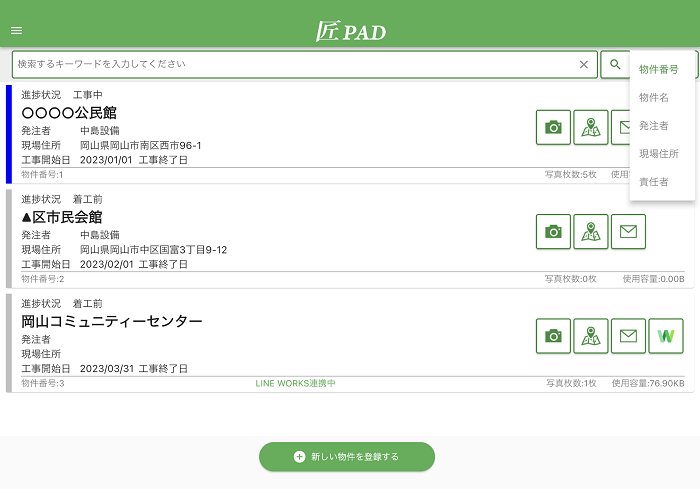 匠 PAD
検索するキーワードを入力してください
物件番号
物件名
発注者
現場住所
責任者
進捗状況 工事中
〇〇〇〇公民館
発注者 中島設備
現場住所 岡山県岡山市南区西市96-1
工事開始日 2023/01/01 工事終了日
物件番号:1 写真枚数:5枚 使用
進捗状況 着工前
▲区市民会館
発注者 中島設備
現場住所 岡山県岡山市中区国富3丁目9-12
工事開始日 2023/02/01 工事終了日
物件番号:2 写真枚数:0枚 使用容量:0.00B
進捗状況 着工前
岡山コミュニティーセンター
発注者
現場住所
工事開始日 2023/03/31 工事終了日
物件番号:3 LINE WORKS連携中 写真枚数:1枚 使用容量:76.90KB
新しい物件を登録する